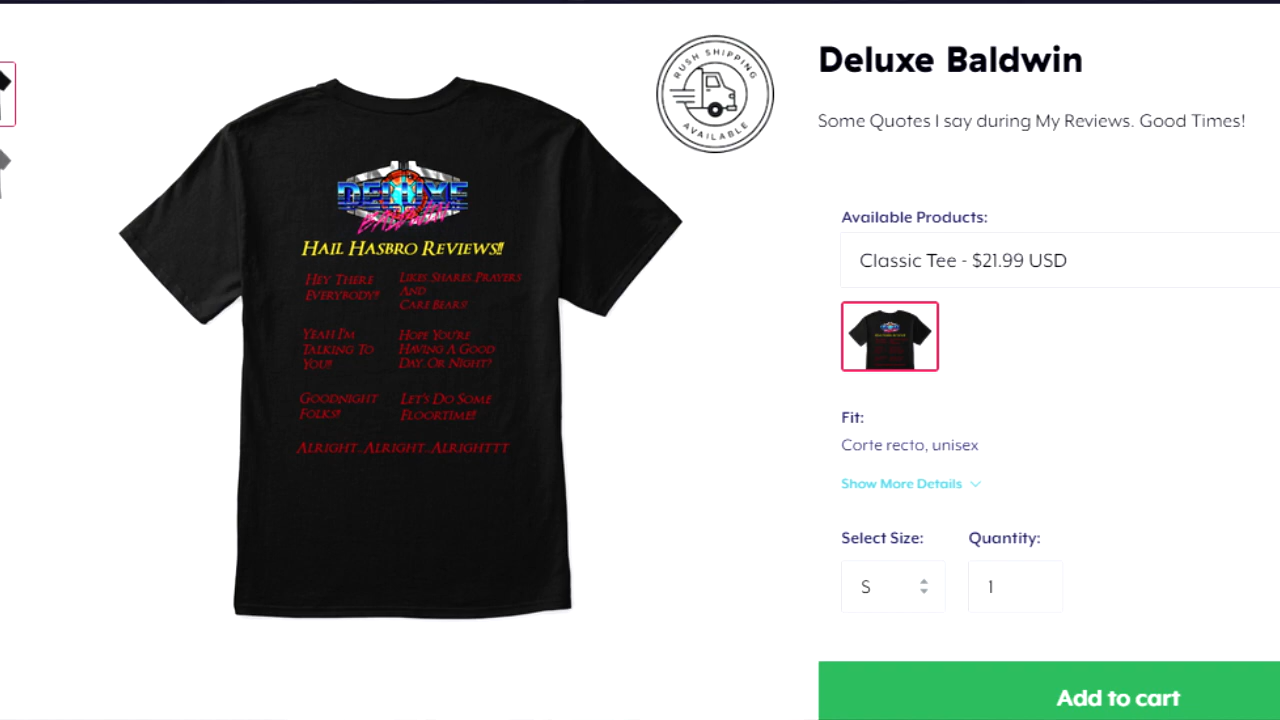 DELUXE
BALDWIN
HAIL HASBRO REVIEWS!!
HEY THERE
EVERYBODY!!
LIKES..SHARES..PRAYERS
AND
CARE BEARS!!
YEAH I'M
TALKING TO
YOU!!
HOPE YOU'RE
HAVING A GOOD
DAY..OR NIGHT?
GOODNIGHT
FOLKS!!
LET'S DO SOME
FLOORTIME!!
ALRIGHT...ALRIGHT...ALRIGHTTT
RUSH SHIPPING
AVAILABLE
Deluxe Baldwin
Some Quotes I say during My Reviews. Good Times!
Available Products:
Classic Tee - $21.99 USD
Fit:
Corte recto, unisex
Show More Details
Select Size:
Quantity:
S
1
Add to cart